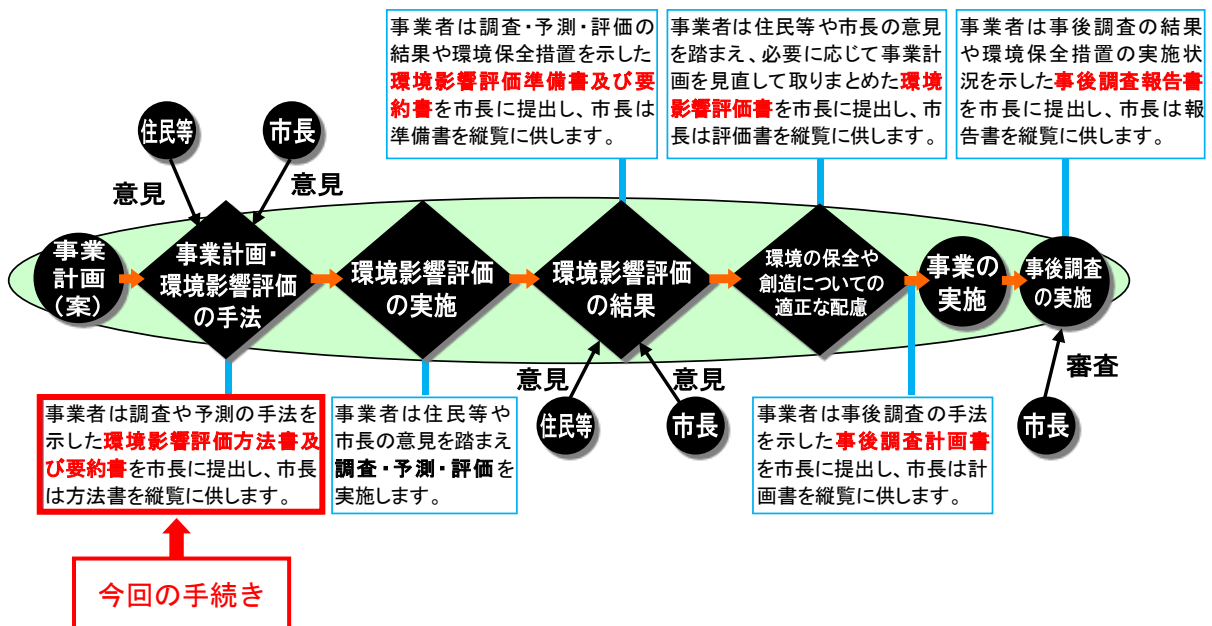 事業者は調査・予測・評価の
結果や環境保全措置を示した
環境影響評価準備書及び要
約書を市長に提出し、市長は
準備書を縦覧に供します。
事業者は住民等や市長の意見
を踏まえ、必要に応じて事業計
画を見直して取りまとめた環境
影響評価書を市長に提出し、市
長は評価書を縦覧に供します。
事業者は事後調査の結果
や環境保全措置の実施状
況を示した事後調査報告書
を市長に提出し、市長は報
告書を縦覧に供します。
住民等
市長
意見
意見
事業
計画
(案)
事業計画・
環境影響評価
の手法
環境影響評価
の実施
環境影響評価
の結果
環境の保全や
創造についての
適正な配慮
事業の
実施
事後調査
の実施
意見
意見
審査
住民等
市長
市長
事業者は調査や予測の手法を
示した環境影響評価方法書及
び要約書を市長に提出し、市長
は方法書を縦覧に供します。
事業者は住民等や
市長の意見を踏まえ
調査・予測・評価を
実施します。
事業者は事後調査の手法
を示した事後調査計画書
を市長に提出し、市長は計
画書を縦覧に供します。
今回の手続き